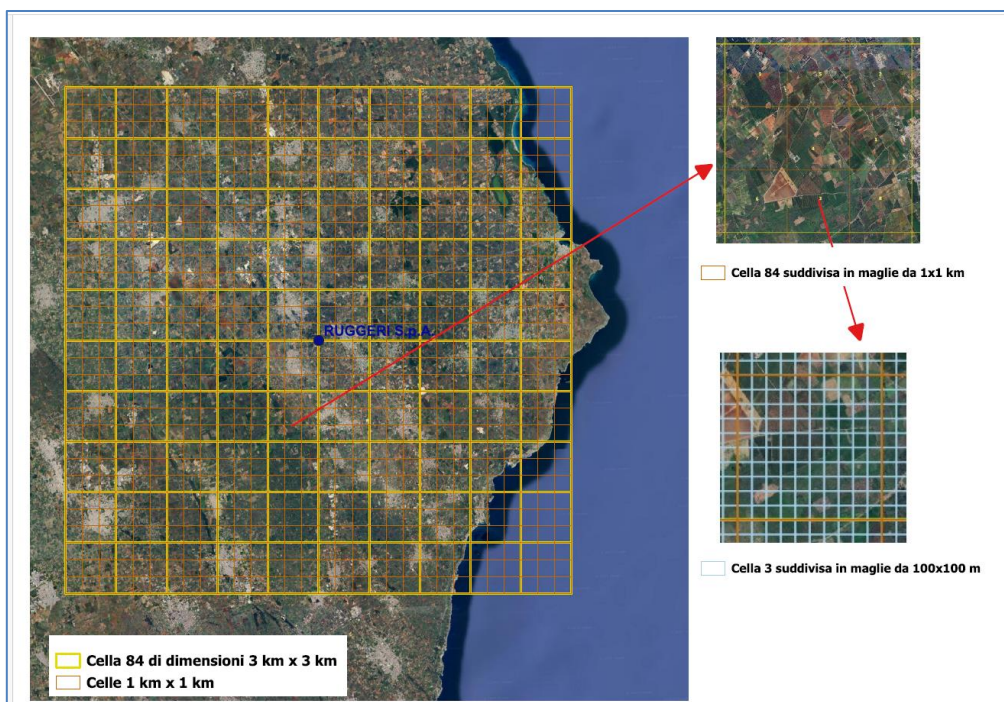 RUGGERI S.p.A.
Cella 84 suddivisa in maglie da 1x1 km
Cella 3 suddivisa in maglie da 100x100 m
Cella 84 di dimensioni 3 km x 3 km
Celle 1 km x 1 km